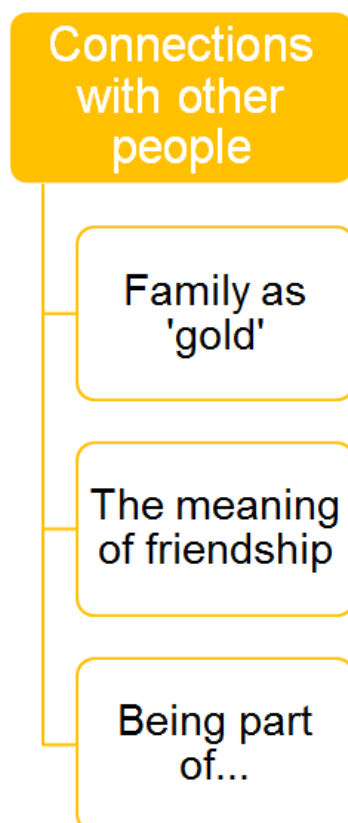 Connections
with other
people
Family as
'gold'
The meaning
of friendship
Being part
of...